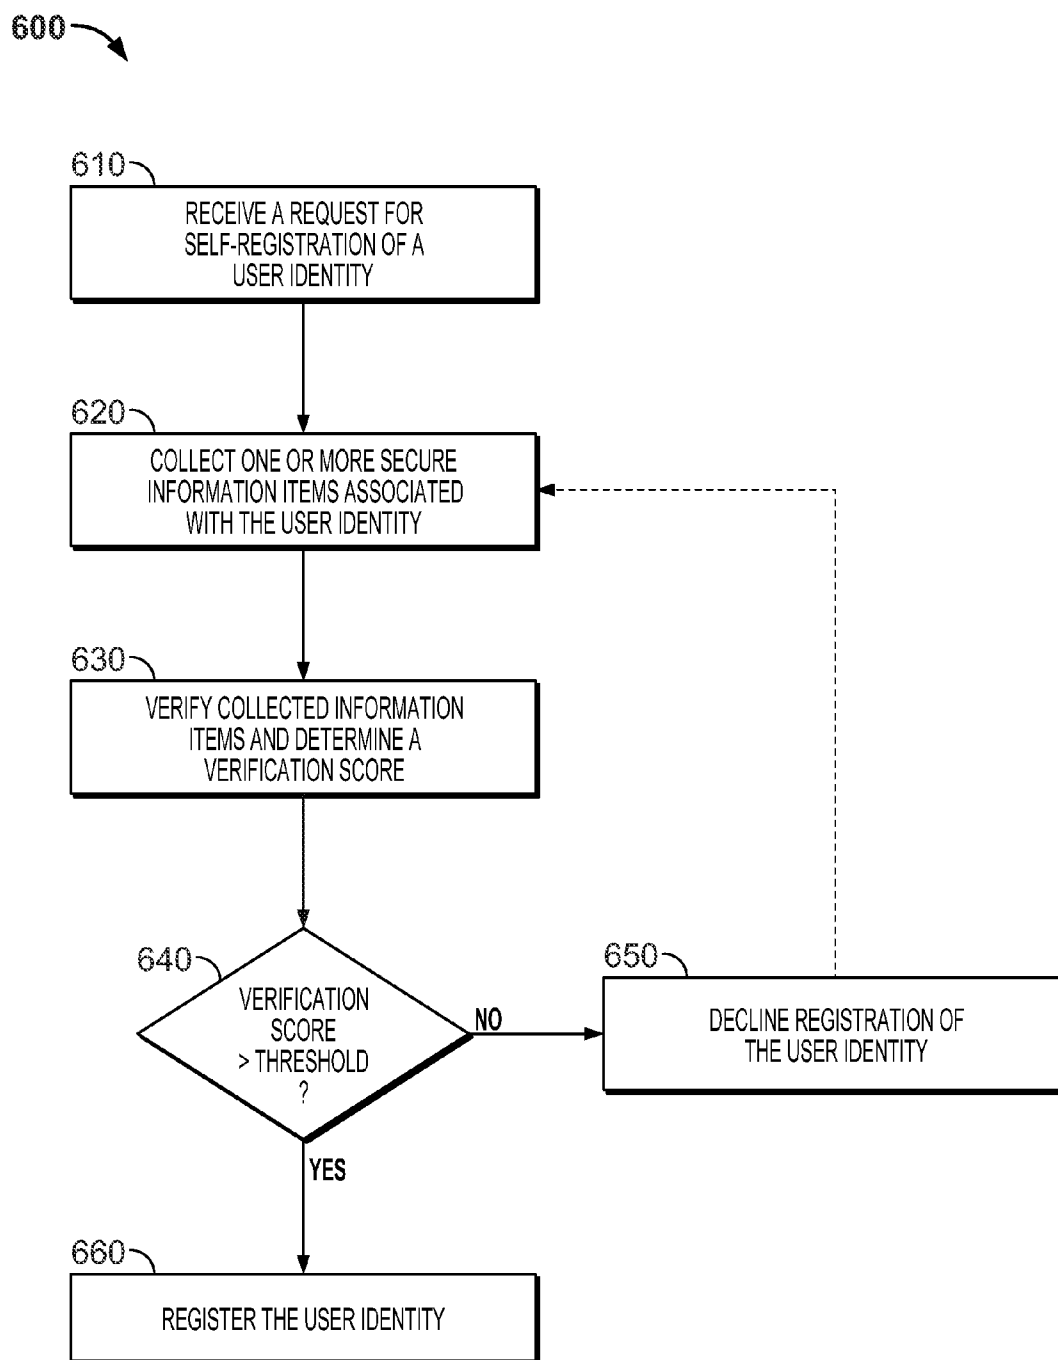 600
610
RECEIVE A REQUEST FOR
SELF-REGISTRATION OF A
USER IDENTITY
620
COLLECT ONE OR MORE SECURE
INFORMATION ITEMS ASSOCIATED
WITH THE USER IDENTITY
630
VERIFY COLLECTED INFORMATION
ITEMS AND DETERMINE A
VERIFICATION SCORE
640
VERIFICATION
SCORE
> THRESHOLD
?
NO
650
DECLINE REGISTRATION OF
THE USER IDENTITY
YES
660
REGISTER THE USER IDENTITY